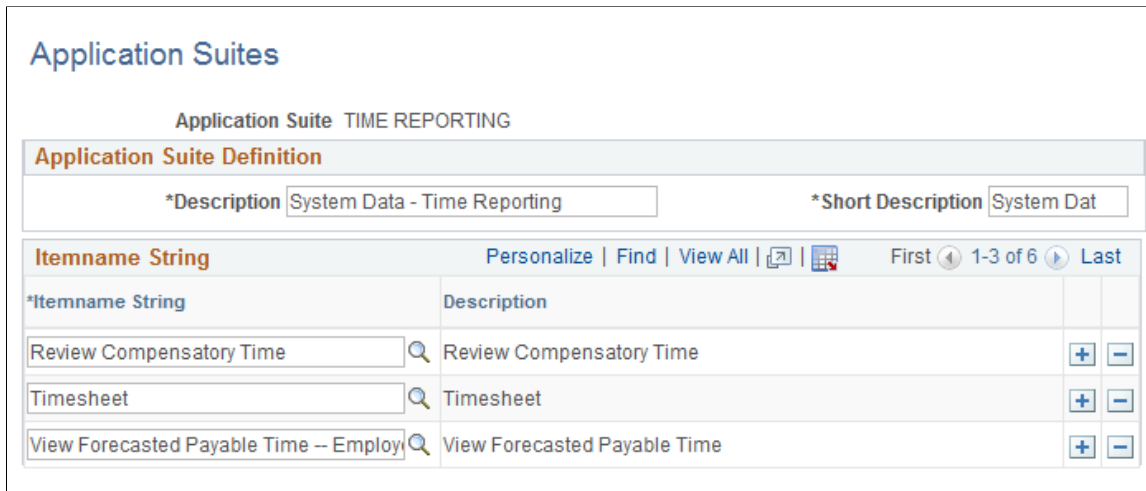 Application Suites
Application Suite TIME REPORTING
Application Suite Definition
*Description System Data - Time Reporting *Short Description System Dat
Itemname String Personalize | Find | View All | | First 1-3 of 6 Last
*Itemname String Description
Review Compensatory Time Review Compensatory Time
Timesheet Timesheet
View Forecasted Payable Time -- Employ View Forecasted Payable Time